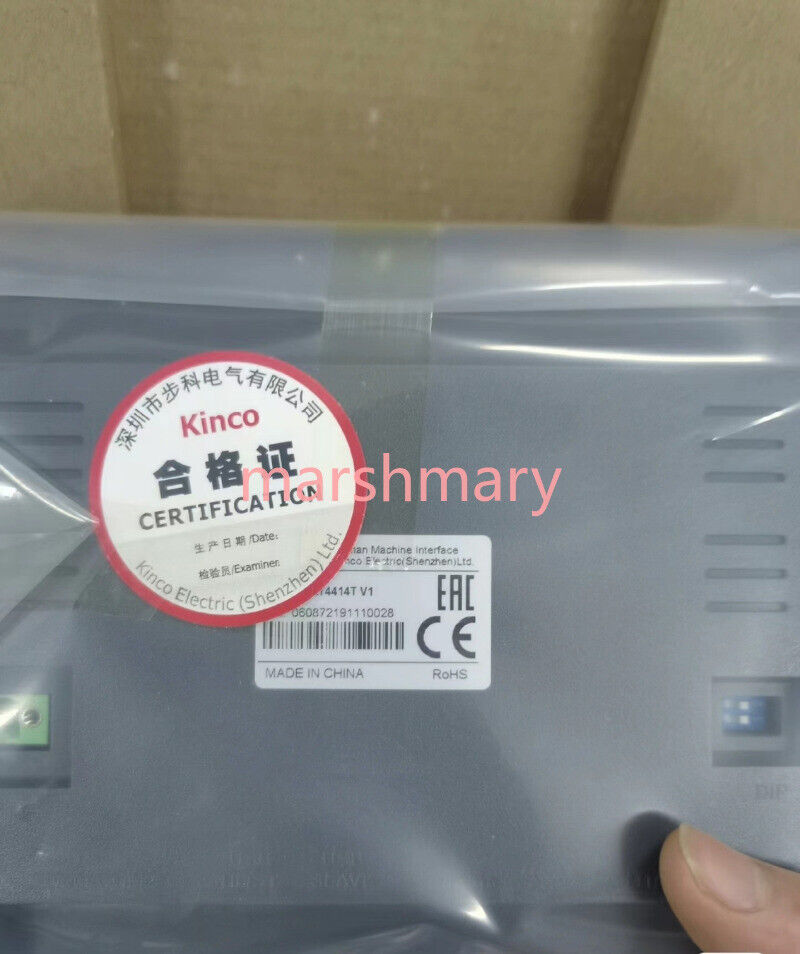 深圳市步科电气有限公司
Kinco
合格证
CERTIFICATION
生产日期/Date:
检验员/Examiner:
Kinco Electric (Shenzhen) Ltd.
marshmary
Machine Interface
Electric(Shenzhen)Ltd.
4414T V1
060872191110028
EAC
CE
MADE IN CHINA
RoHS
DIP